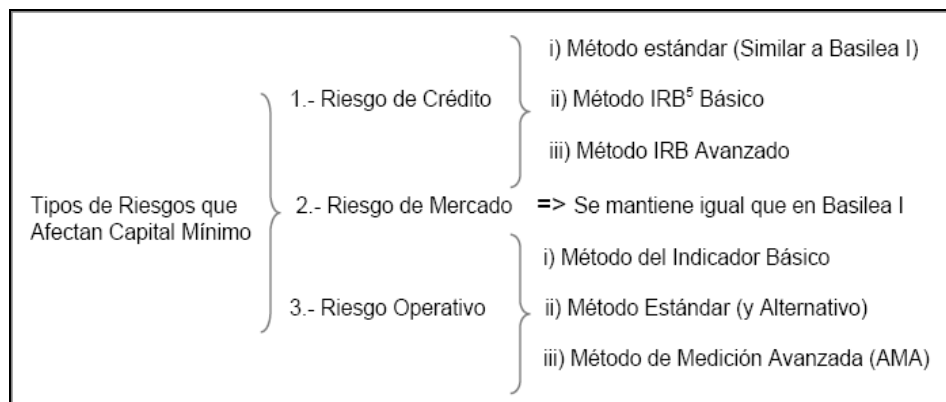 i) Método estándar (Similar a Basilea I)
1.- Riesgo de Crédito
ii) Método IRB⁵ Básico
iii) Método IRB Avanzado
Tipos de Riesgos que
Afectan Capital Mínimo
2.- Riesgo de Mercado => Se mantiene igual que en Basilea I
i) Método del Indicador Básico
3.- Riesgo Operativo
ii) Método Estándar (y Alternativo)
iii) Método de Medición Avanzada (AMA)